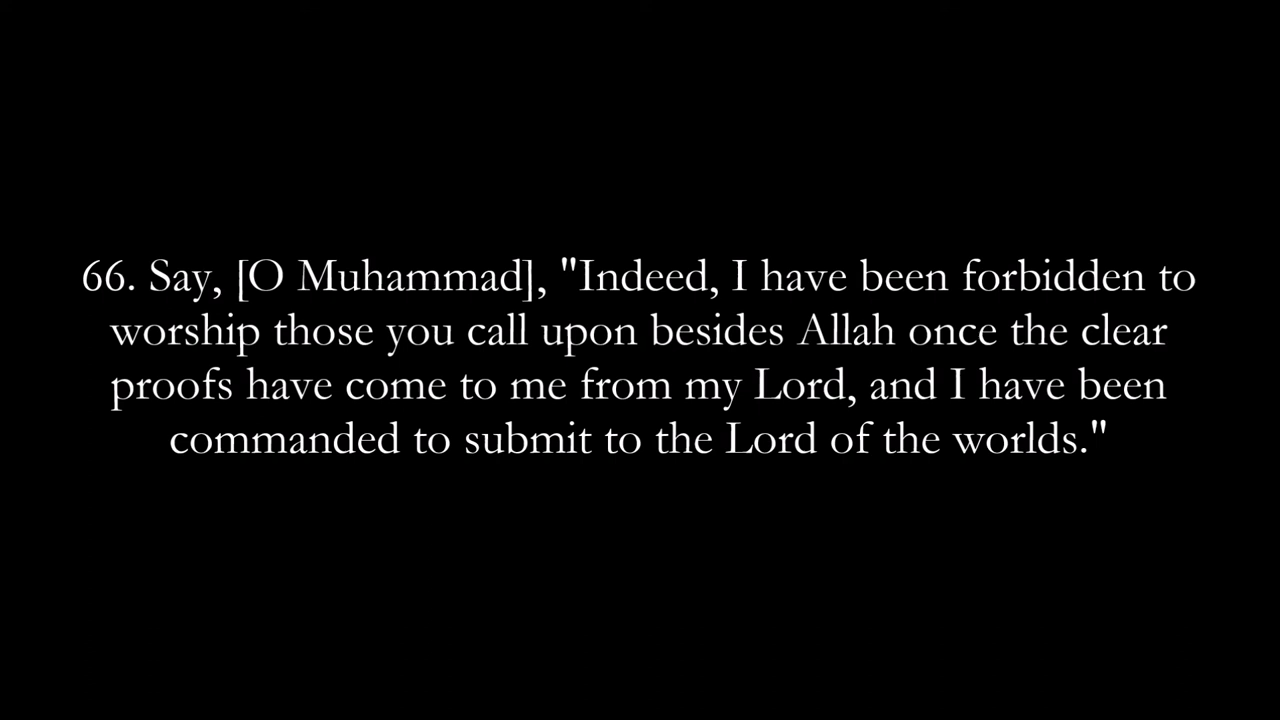 66. Say, [O Muhammad], "Indeed, I have been forbidden to
worship those you call upon besides Allah once the clear
proofs have come to me from my Lord, and I have been
commanded to submit to the Lord of the worlds."